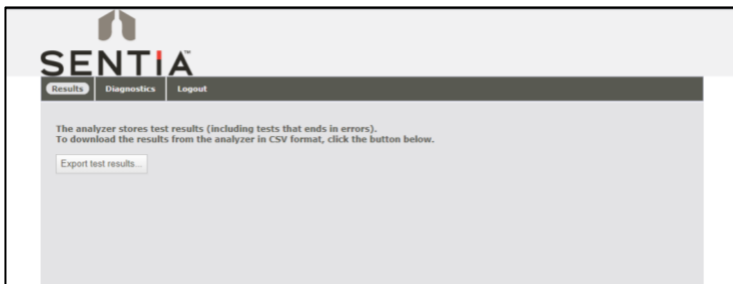 SENTIA™
Results Diagnostics Logout
The analyzer stores test results (including tests that ends in errors).
To download the results from the analyzer in CSV format, click the button below.
Export test results...